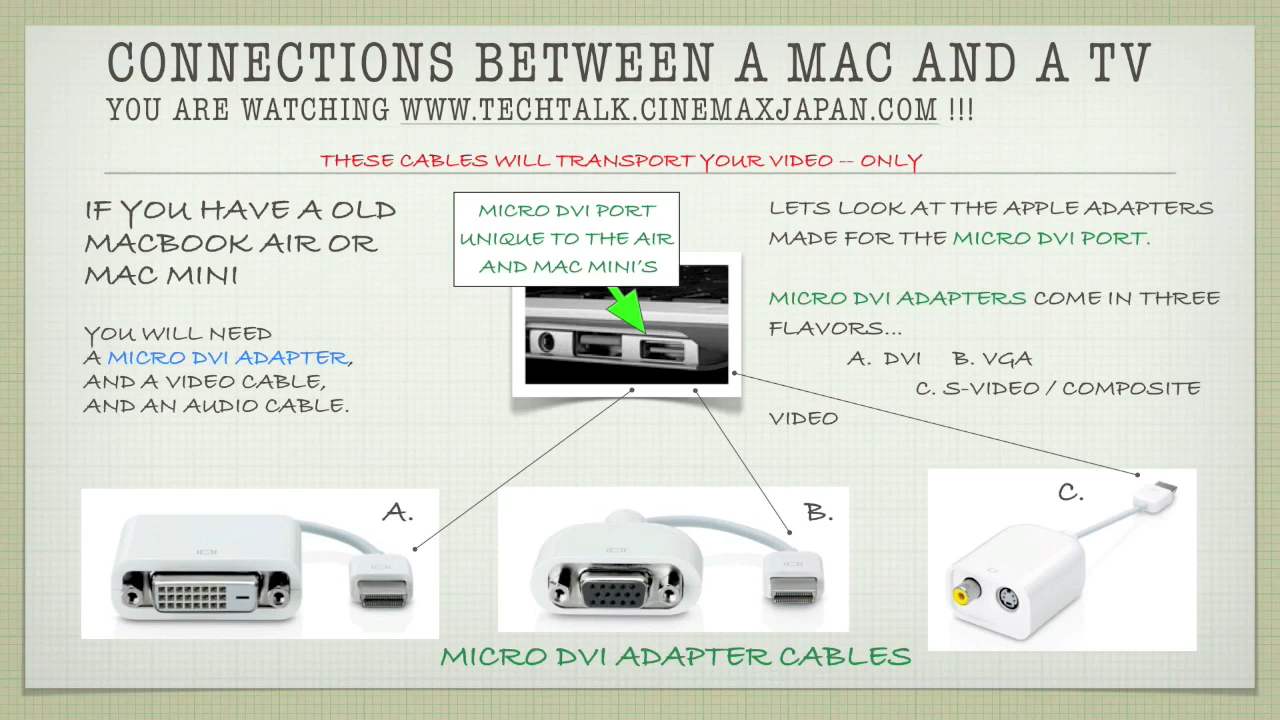 CONNECTIONS BETWEEN A MAC AND A TV
YOU ARE WATCHING WWW.TECHTALK.CINEMAXJAPAN.COM !!!
THESE CABLES WILL TRANSPORT YOUR VIDEO -- ONLY
IF YOU HAVE A OLD
MACBOOK AIR OR
MAC MINI
YOU WILL NEED
A MICRO DVI ADAPTER,
AND A VIDEO CABLE,
AND AN AUDIO CABLE.
MICRO DVI PORT
UNIQUE TO THE AIR
AND MAC MINI'S
LETS LOOK AT THE APPLE ADAPTERS
MADE FOR THE MICRO DVI PORT.
MICRO DVI ADAPTERS COME IN THREE
FLAVORS...
A. DVI B. VGA
C. S-VIDEO / COMPOSITE
VIDEO
A.
B.
C.
MICRO DVI ADAPTER CABLES